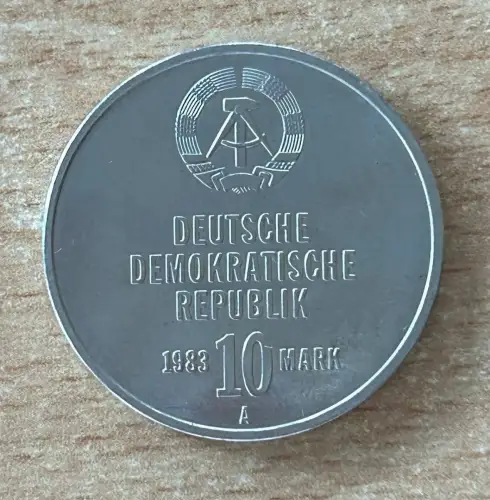 DEUTSCHE
DEMOKRATISCHE
REPUBLIK
1983 10 MARK
A